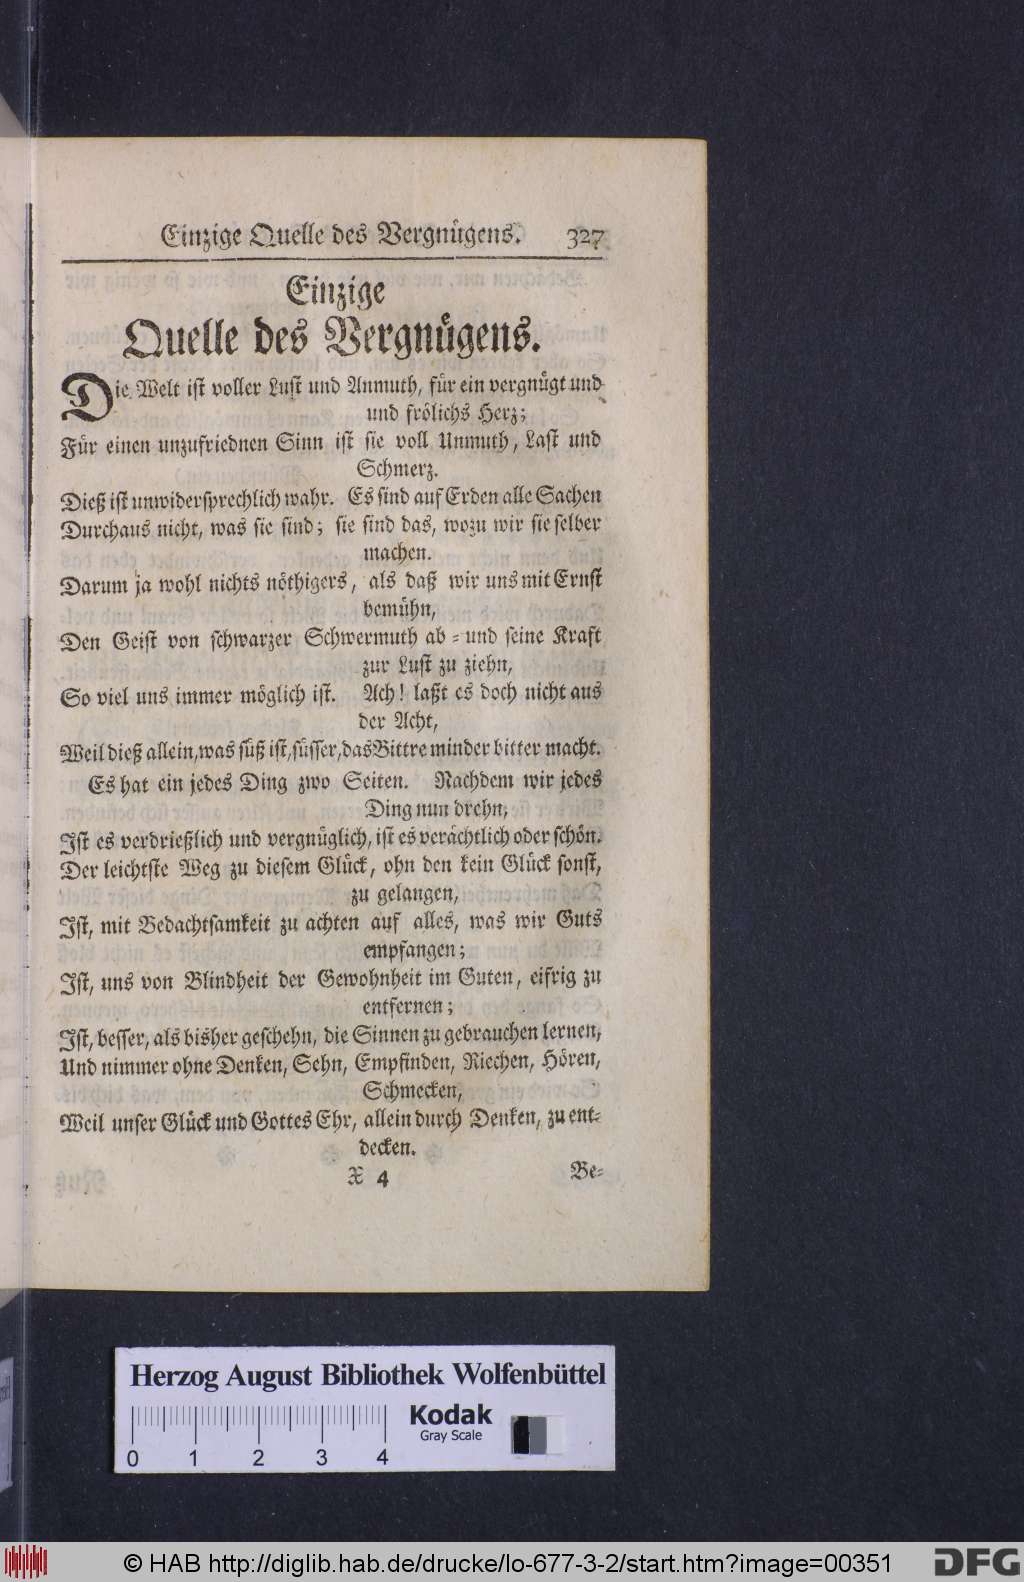 Einzige Quelle des Vergnügens. 327
Einzige
Quelle des Vergnügens.
Die Welt ist voller Lust und Anmuth, für ein vergnügt und
und frölichs Herz;
Für einen unzufriednen Sinn ist sie voll Unmuth, Last und
Schmerz.
Dieß ist unwidersprechlich wahr. Es sind auf Erden alle Sachen
Durchaus nicht, was sie sind; sie sind das, wozu wir sie selber
machen.
Darum ja wohl nichts nöthigers, als daß wir uns mit Ernst
bemühn,
Den Geist von schwarzer Schwermuth ab- und seine Kraft
zur Lust zu ziehn,
So viel uns immer möglich ist. Ach! laßt es doch nicht aus
der Acht,
Weil dieß allein, was süß ist, süsser, das Bittre minder bitter macht.
Es hat ein jedes Ding zwo Seiten. Nachdem wir jedes
Ding nun drehn,
Ist es verdrießlich und vergnüglich, ist es verächtlich oder schön.
Der leichtste Weg zu diesem Glück, ohn den kein Glück sonst,
zu gelangen,
Ist, mit Bedachtsamkeit zu achten auf alles, was wir Guts
empfangen;
Ist, uns von Blindheit der Gewohnheit im Guten, eifrig zu
entfernen;
Ist, besser, als bisher geschehn, die Sinnen zu gebrauchen lernen,
Und nimmer ohne Denken, Sehn, Empfinden, Riechen, Hören,
Schmecken,
Weil unser Glück und Gottes Ehr, allein durch Denken, zu ent-
decken.
X 4 Be-
Herzog August Bibliothek Wolfenbüttel
Kodak
Gray Scale
0 1 2 3 4
© HAB http://diglib.hab.de/drucke/lo-677-3-2/start.htm?image=00351
DFG